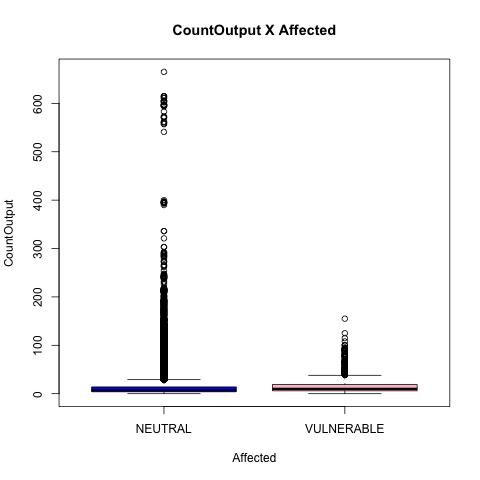 CountOutput X Affected
600
500
400
300
200
100
0
CountOutput
NEUTRAL
VULNERABLE
Affected